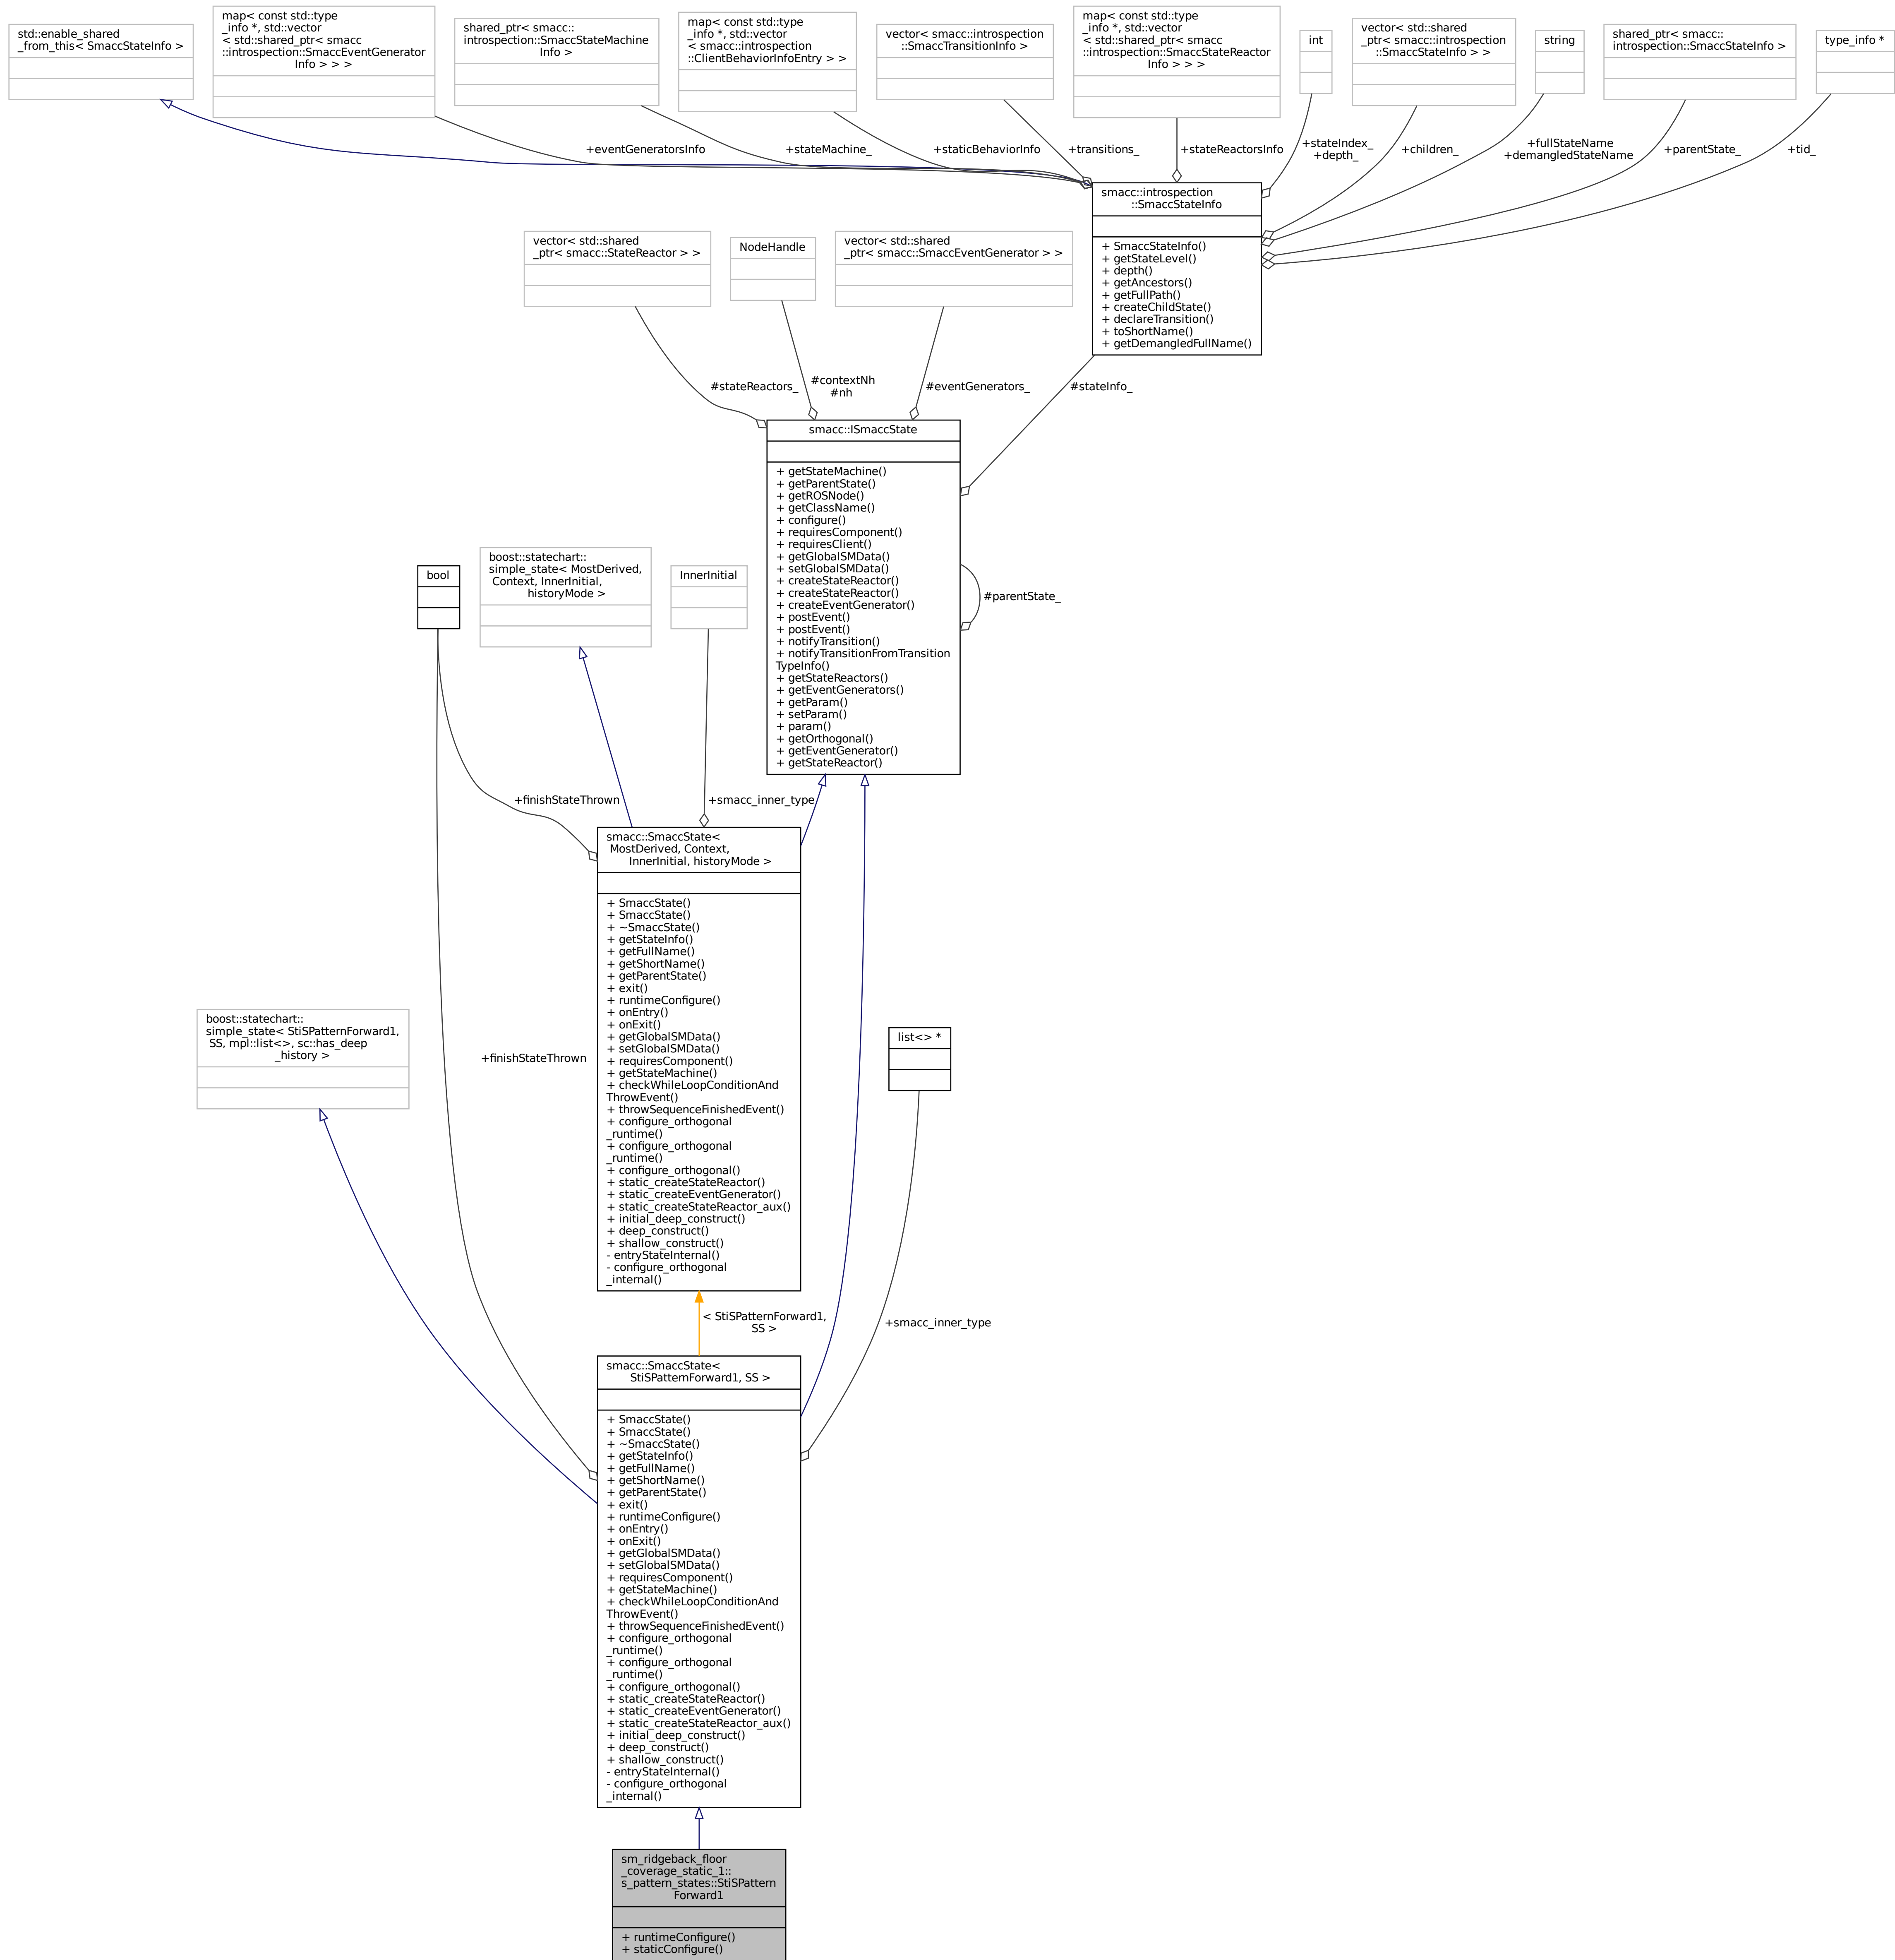 std::enable_shared
_from_this< SmaccStateInfo >
map< const std::type
_info *, std::vector
< std::shared_ptr< smacc
::introspection::SmaccEventGenerator
Info > > >
shared_ptr< smacc::
introspection::SmaccStateMachine
Info >
map< const std::type
_info *, std::vector
< smacc::introspection
::ClientBehaviorInfoEntry > >
vector< smacc::introspection
::SmaccTransitionInfo >
map< const std::type
_info *, std::vector
< std::shared_ptr< smacc
::introspection::SmaccStateReactor
Info > > >
int
vector< std::shared
_ptr< smacc::introspection
::SmaccStateInfo > >
string
shared_ptr< smacc::
introspection::SmaccStateInfo >
type_info *
+eventGeneratorsInfo
+stateMachine_
+staticBehaviorInfo
+transitions_
+stateReactorsInfo
+stateIndex_
+depth_
+children_
+fullStateName
+demangledStateName
+parentState_
+tid_
smacc::introspection
::SmaccStateInfo
+ SmaccStateInfo()
+ getStateLevel()
+ depth()
+ getAncestors()
+ getFullPath()
+ createChildState()
+ declareTransition()
+ toShortName()
+ getDemangledFullName()
vector< std::shared
_ptr< smacc::StateReactor > >
NodeHandle
vector< std::shared
_ptr< smacc::SmaccEventGenerator > >
#stateReactors_
#contextNh
#nh
#eventGenerators_
#stateInfo_
smacc::ISmaccState
+ getStateMachine()
+ getParentState()
+ getROSNode()
+ getClassName()
+ configure()
+ requiresComponent()
+ requiresClient()
+ getGlobalSMData()
+ setGlobalSMData()
+ createStateReactor()
+ createStateReactor()
+ createEventGenerator()
+ postEvent()
+ postEvent()
+ notifyTransition()
+ notifyTransitionFromTransition
TypeInfo()
+ getStateReactors()
+ getEventGenerators()
+ getParam()
+ setParam()
+ param()
+ getOrthogonal()
+ getEventGenerator()
+ getStateReactor()
#parentState_
bool
boost::statechart::
simple_state< MostDerived,
Context, InnerInitial,
historyMode >
InnerInitial
+finishStateThrown
+smacc_inner_type
smacc::SmaccState<
MostDerived, Context,
InnerInitial, historyMode >
+ SmaccState()
+ SmaccState()
+ ~SmaccState()
+ getStateInfo()
+ getFullName()
+ getShortName()
+ getParentState()
+ exit()
+ runtimeConfigure()
+ onEntry()
+ onExit()
+ getGlobalSMData()
+ setGlobalSMData()
+ requiresComponent()
+ getStateMachine()
+ checkWhileLoopConditionAnd
ThrowEvent()
+ throwSequenceFinishedEvent()
+ configure_orthogonal
_runtime()
+ configure_orthogonal
_runtime()
+ configure_orthogonal()
+ static_createStateReactor()
+ static_createEventGenerator()
+ static_createStateReactor_aux()
+ initial_deep_construct()
+ deep_construct()
+ shallow_construct()
- entryStateInternal()
- configure_orthogonal
_internal()
boost::statechart::
simple_state< StiSPatternForward1,
SS, mpl::list<>, sc::has_deep
_history >
+finishStateThrown
list<> *
< StiSPatternForward1,
SS >
+smacc_inner_type
smacc::SmaccState<
StiSPatternForward1, SS >
+ SmaccState()
+ SmaccState()
+ ~SmaccState()
+ getStateInfo()
+ getFullName()
+ getShortName()
+ getParentState()
+ exit()
+ runtimeConfigure()
+ onEntry()
+ onExit()
+ getGlobalSMData()
+ setGlobalSMData()
+ requiresComponent()
+ getStateMachine()
+ checkWhileLoopConditionAnd
ThrowEvent()
+ throwSequenceFinishedEvent()
+ configure_orthogonal
_runtime()
+ configure_orthogonal
_runtime()
+ configure_orthogonal()
+ static_createStateReactor()
+ static_createEventGenerator()
+ static_createStateReactor_aux()
+ initial_deep_construct()
+ deep_construct()
+ shallow_construct()
- entryStateInternal()
- configure_orthogonal
_internal()
sm_ridgeback_floor
_coverage_static_1::
s_pattern_states::StiSPattern
Forward1
+ runtimeConfigure()
+ staticConfigure()